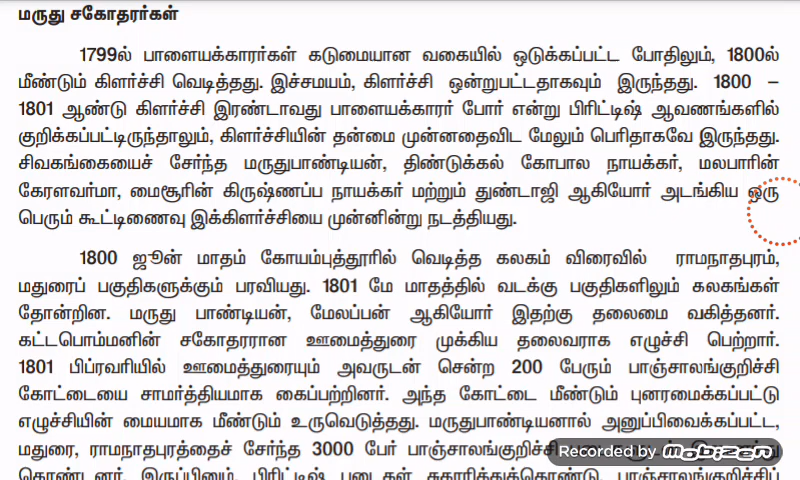 மருது சகோதரர்கள்
1799ல் பாளையக்காரர்கள் கடுமையான வகையில் ஒடுக்கப்பட்ட போதிலும், 1800ல்
மீண்டும் கிளர்ச்சி வெடித்தது. இச்சமயம், கிளர்ச்சி ஒன்றுபட்டதாகவும் இருந்தது. 1800 –
1801 ஆண்டு கிளர்ச்சி இரண்டாவது பாளையக்காரர் போர் என்று பிரிட்டிஷ் ஆவணங்களில்
குறிக்கப்பட்டிருந்தாலும், கிளர்ச்சியின் தன்மை முன்னதைவிட மேலும் பெரிதாகவே இருந்தது.
சிவகங்கையைச் சேர்ந்த மருதுபாண்டியன், திண்டுக்கல் கோபால நாயக்கர், மலபாரின்
கேரளவர்மா, மைசூரின் கிருஷ்ணப்ப நாயக்கர் மற்றும் துண்டாஜி ஆகியோர் அடங்கிய ஒரு
பெரும் கூட்டிணைவு இக்கிளர்ச்சியை முன்னின்று நடத்தியது.
1800 ஜூன் மாதம் கோயம்புத்தூரில் வெடித்த கலகம் விரைவில் ராமநாதபுரம்,
மதுரைப் பகுதிகளுக்கும் பரவியது. 1801 மே மாதத்தில் வடக்கு பகுதிகளிலும் கலகங்கள்
தோன்றின. மருது பாண்டியன், மேலப்பன் ஆகியோர் இதற்கு தலைமை வகித்தனர்.
கட்டபொம்மனின் சகோதரரான ஊமைத்துரை முக்கிய தலைவராக எழுச்சி பெற்றார்.
1801 பிப்ரவரியில் ஊமைத்துரையும் அவருடன் சென்ற 200 பேரும் பாஞ்சாலங்குறிச்சி
கோட்டையை சாமர்த்தியமாக கைப்பற்றினர். அந்த கோட்டை மீண்டும் புனரமைக்கப்பட்டு
எழுச்சியின் மையமாக மீண்டும் உருவெடுத்தது. மருதுபாண்டியனால் அனுப்பிவைக்கப்பட்ட,
மதுரை, ராமநாதபுரத்தைச் சேர்ந்த 3000 பேர் பாஞ்சாலங்குறிச்சி
கொண்டனர். இருப்பினும், பிரிட்டிஷ் படைகள் சுதாரித்துக்கொண்டு, பாஞ்சாலங்குறிச்சிப்
Recorded by mobizen